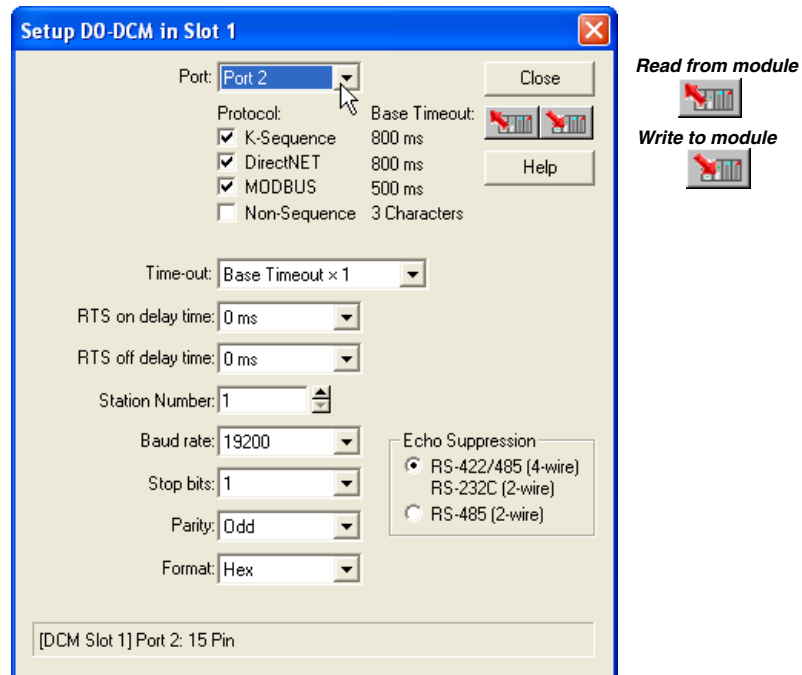 Setup D0-DCM in Slot 1
Port: Port 2
Close
Read from module
Protocol: Base Timeout:
K-Sequence 800 ms
DirectNET 800 ms
MODBUS 500 ms
Non-Sequence 3 Characters
Write to module
Help
Time-out: Base Timeout × 1
RTS on delay time: 0 ms
RTS off delay time: 0 ms
Station Number: 1
Baud rate: 19200
Stop bits: 1
Parity: Odd
Format: Hex
Echo Suppression
RS-422/485 (4-wire)
RS-232C (2-wire)
RS-485 (2-wire)
[DCM Slot 1] Port 2: 15 Pin